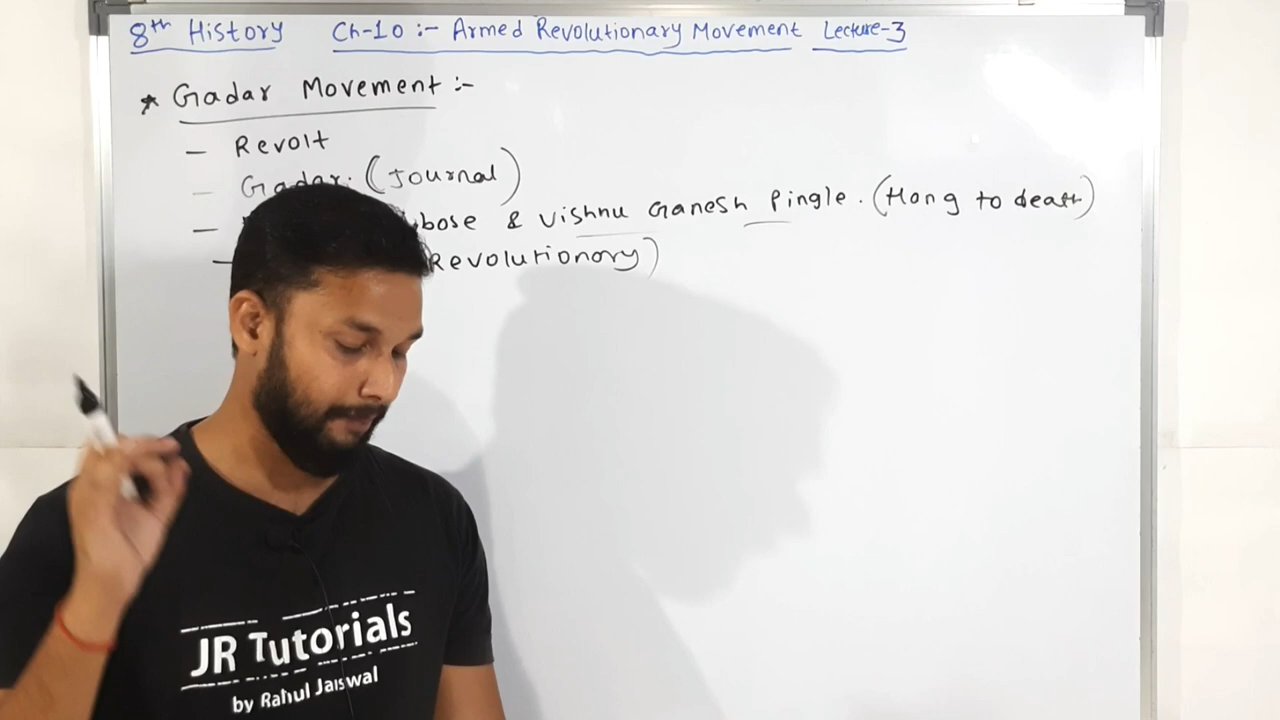 8th History Ch-10 :- Armed Revolutionary Movement Lecture-3
* Gadar Movement :-
- Revolt
- Gadar. (Journal)
- bose & Vishnu Ganesh Pingle. (Hang to death)
- Revolutionary)
JR Tutorials
by Rahul Jaiswal